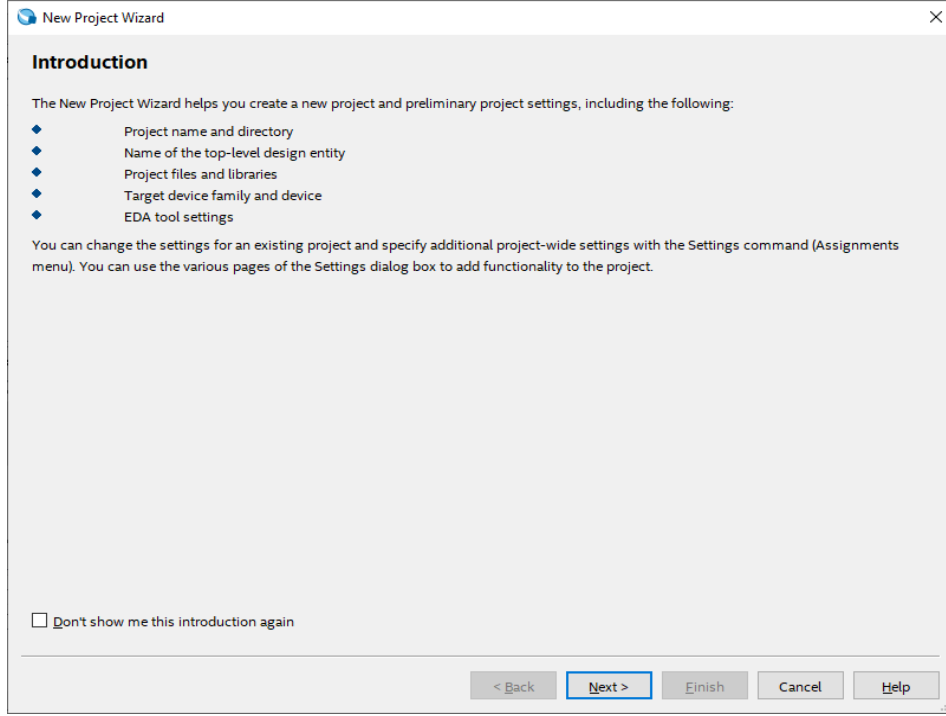 New Project Wizard
Introduction
The New Project Wizard helps you create a new project and preliminary project settings, including the following:
Project name and directory
Name of the top-level design entity
Project files and libraries
Target device family and device
EDA tool settings
You can change the settings for an existing project and specify additional project-wide settings with the Settings command (Assignments
menu). You can use the various pages of the Settings dialog box to add functionality to the project.
Don't show me this introduction again
< Back Next > Finish Cancel Help